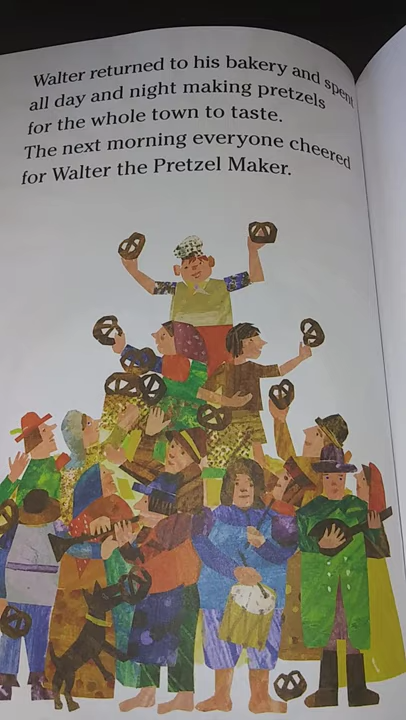 Walter returned to his bakery and spent
all day and night making pretzels
for the whole town to taste.
The next morning everyone cheered
for Walter the Pretzel Maker.